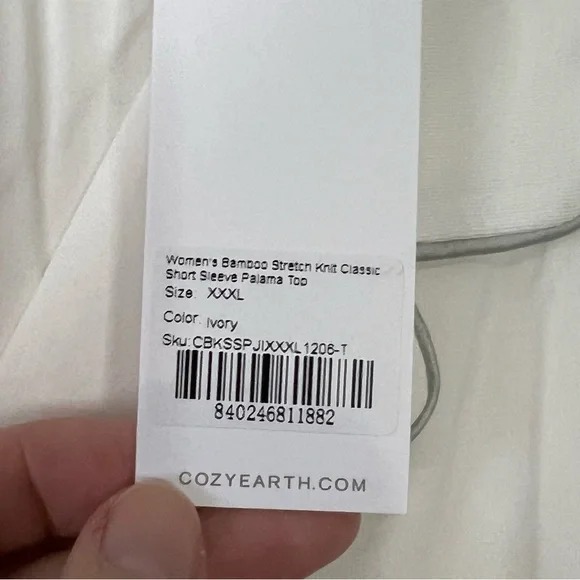 Women's Bamboo Stretch Knit Classic
Short Sleeve Pajama Top
Size: XXXL
Color: Ivory
Sku:CBKSSPJIXXXL1206-T
840246811882
COZYEARTH.COM